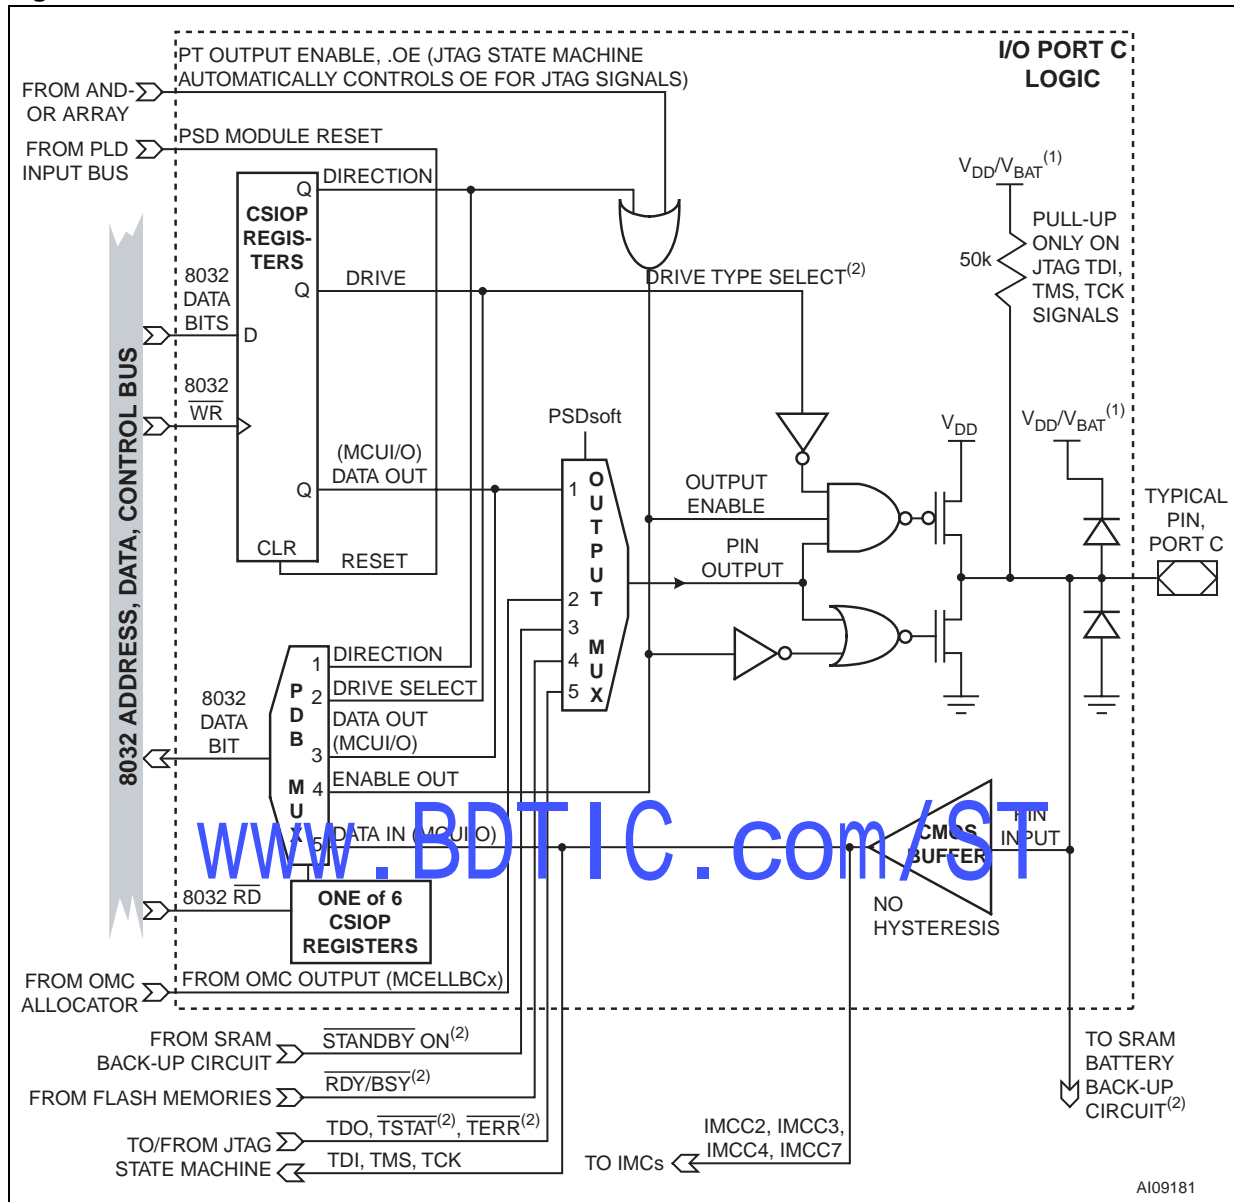 PT OUTPUT ENABLE, .OE (JTAG STATE MACHINE
AUTOMATICALLY CONTROLS OE FOR JTAG SIGNALS)
I/O PORT C
LOGIC
FROM AND-
OR ARRAY
PSD MODULE RESET
FROM PLD
INPUT BUS
DIRECTION
Q
CSIOP
REGIS-
TERS
VDD/VBAT(1)
PULL-UP
ONLY ON
JTAG TDI,
TMS, TCK
SIGNALS
50k
8032
DATA
BITS
D
Q
DRIVE
DRIVE TYPE SELECT(2)
8032
WR
PSDsoft
VDD
VDD/VBAT(1)
(MCUI/O)
DATA OUT
Q
1
OUTPUT MUX
OUTPUT
ENABLE
TYPICAL
PIN,
PORT C
CLR
RESET
PIN
OUTPUT
2
3
4
5
8032 ADDRESS, DATA, CONTROL BUS
1
DIRECTION
2
DRIVE SELECT
PDB MUX
8032
DATA
BIT
DATA OUT
(MCUI/O)
3
4
ENABLE OUT
5
DATA IN (MCUI/O)
www.BDTIC.com/ST
CMOS
BUFFER
PIN
INPUT
NO
HYSTERESIS
8032 RD
ONE of 6
CSIOP
REGISTERS
FROM OMC
ALLOCATOR
FROM OMC OUTPUT (MCELLBCx)
FROM SRAM
BACK-UP CIRCUIT
STANDBY ON(2)
FROM FLASH MEMORIES
RDY/BSY(2)
TO/FROM JTAG
STATE MACHINE
TDO, TSTAT(2), TERR(2)
TDI, TMS, TCK
TO IMCs
IMCC2, IMCC3,
IMCC4, IMCC7
TO SRAM
BATTERY
BACK-UP
CIRCUIT(2)
AI09181